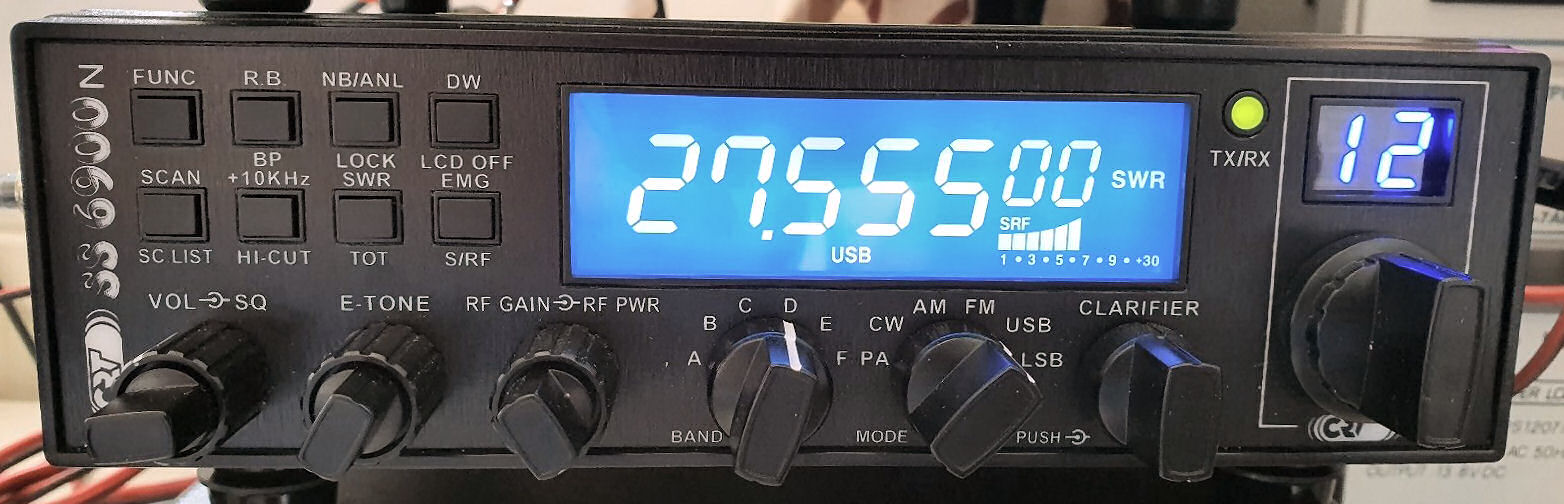 CRT SS 6900 N
FUNC R.B. NB/ANL DW
SCAN BP +10KHz LOCK SWR LCD OFF EMG
SC.LIST HI-CUT TOT S/RF
27.55500 SWR
SRF
USB 1 • 3 • 5 • 7 • 9 • +30
TX/RX
12
VOL SQ E-TONE RF GAIN RF PWR
A B C D E F
BAND
PA CW AM FM USB LSB
MODE
CLARIFIER
PUSH
CRT